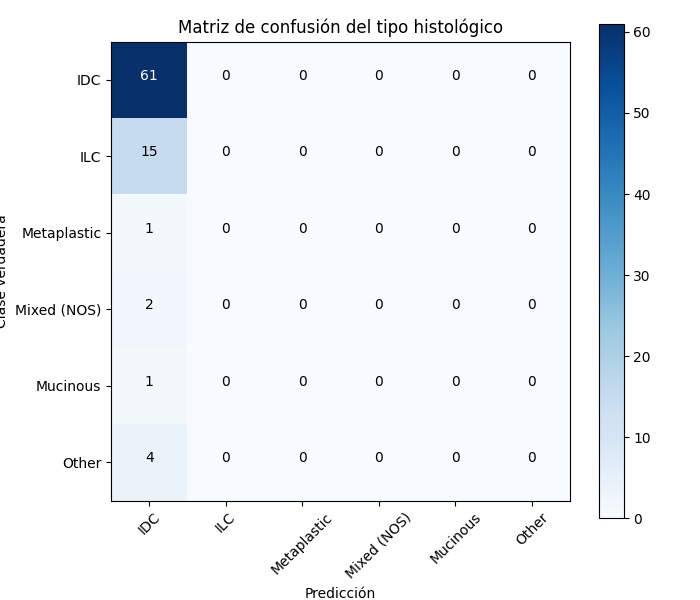 Matriz de confusión del tipo histológico
IDC 61 0 0 0 0 0
ILC 15 0 0 0 0 0
Metaplastic 1 0 0 0 0 0
Mixed (NOS) 2 0 0 0 0 0
Mucinous 1 0 0 0 0 0
Other 4 0 0 0 0 0
IDC ILC Metaplastic Mixed (NOS) Mucinous Other
Predicción
Clase verdadera
60
50
40
30
20
10
0